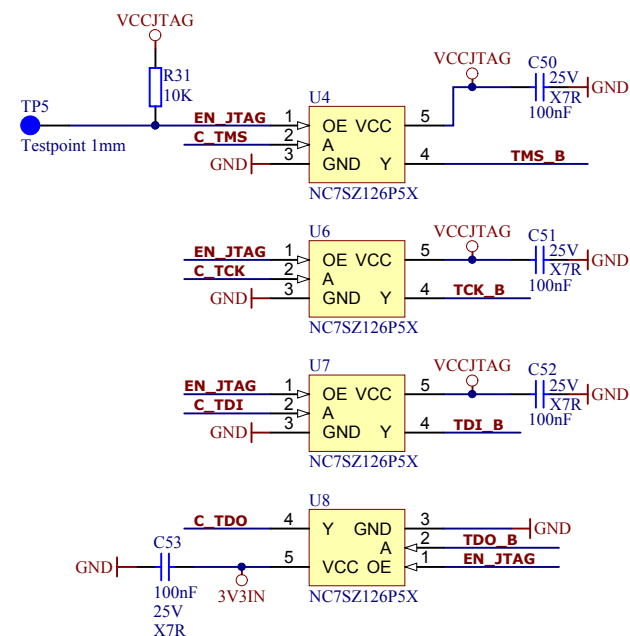 VCCJTAG
R31
10K
TP5
Testpoint 1mm
EN_JTAG
C_TMS
GND
1
2
3
U4
OE VCC
A
GND Y
NC7SZ126P5X
5
4
VCCJTAG
C50
25V
X7R
100nF
GND
TMS_B
EN_JTAG
C_TCK
GND
1
2
3
U6
OE VCC
A
GND Y
NC7SZ126P5X
5
4
VCCJTAG
C51
25V
X7R
100nF
GND
TCK_B
EN_JTAG
C_TDI
GND
1
2
3
U7
OE VCC
A
GND Y
NC7SZ126P5X
5
4
VCCJTAG
C52
25V
X7R
100nF
GND
TDI_B
C_TDO
4
5
U8
Y GND
A
VCC OE
NC7SZ126P5X
3
2
1
GND
TDO_B
EN_JTAG
GND
C53
100nF
25V
X7R
3V3IN